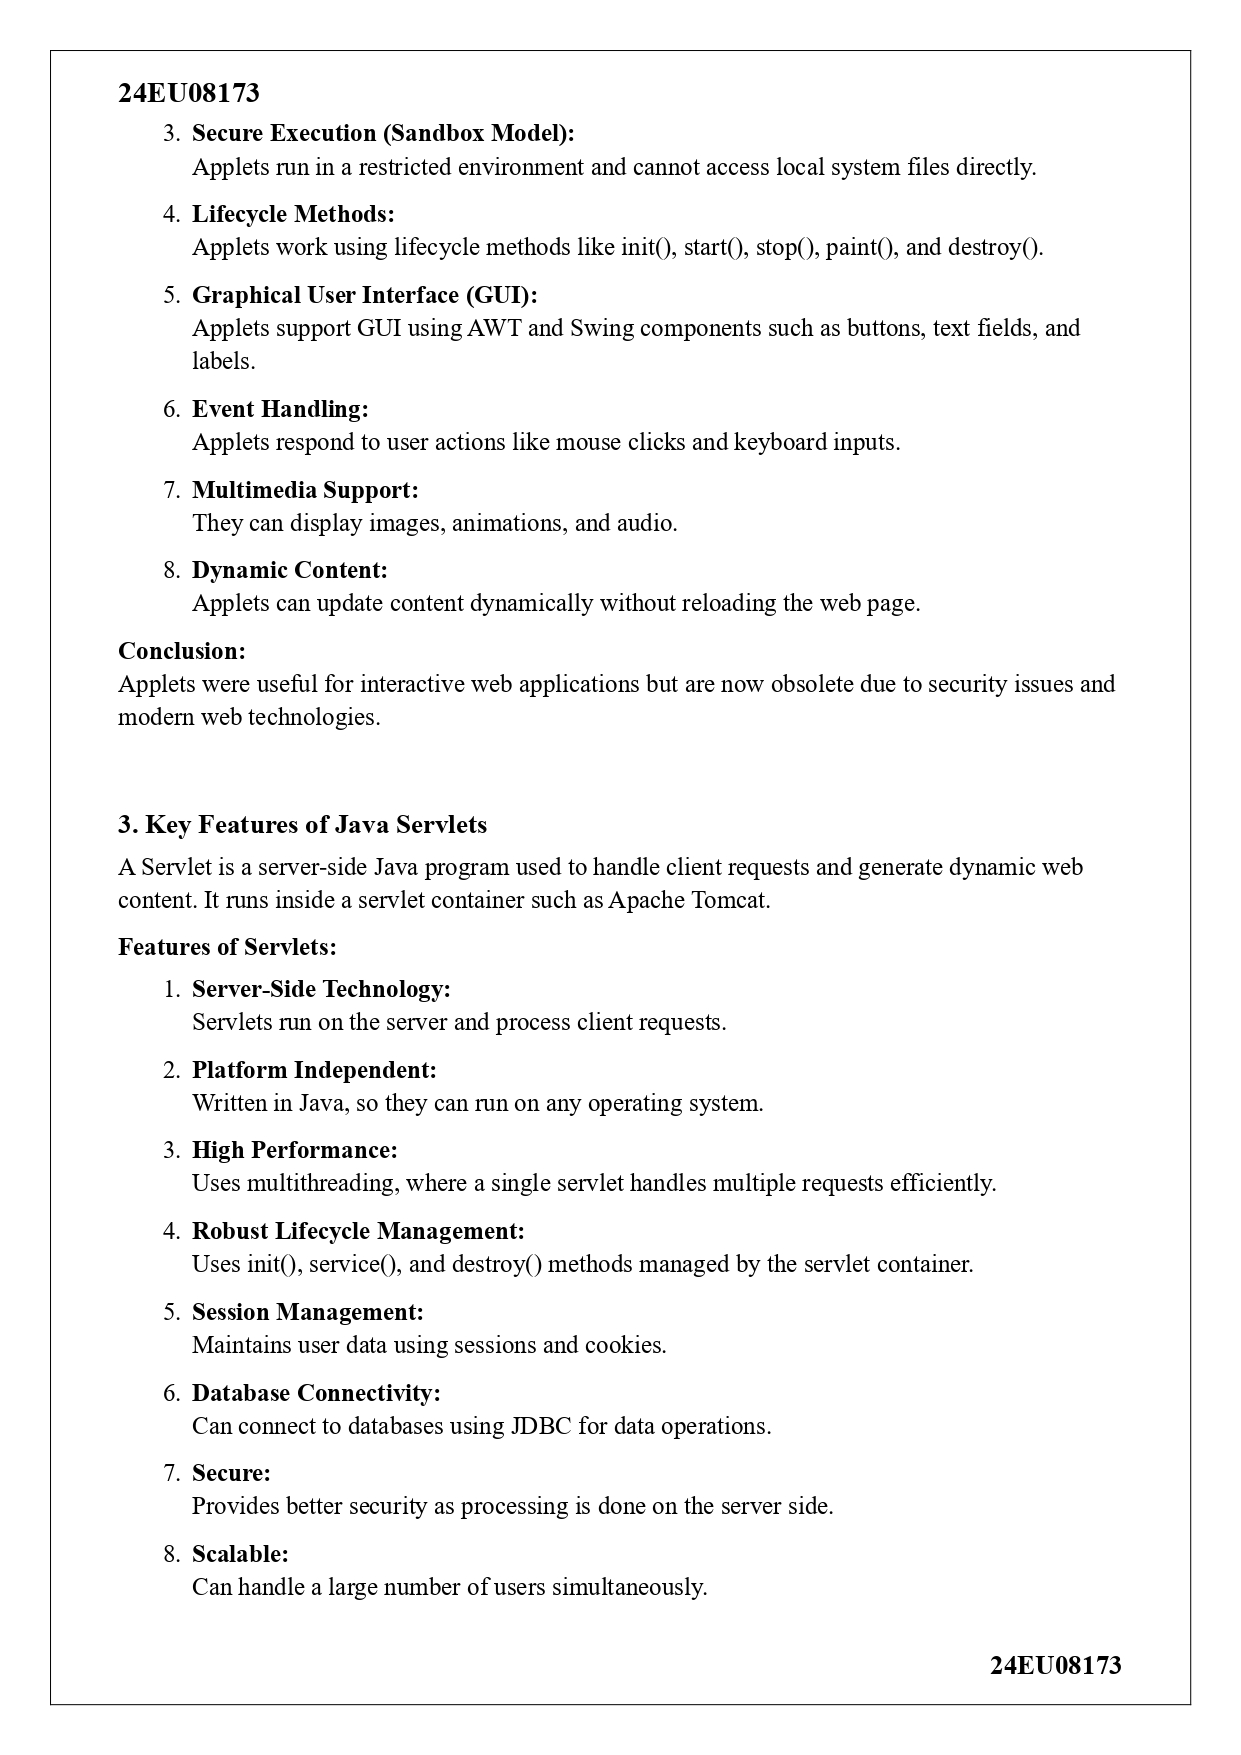 24EU08173
3. Secure Execution (Sandbox Model):
Applets run in a restricted environment and cannot access local system files directly.
4. Lifecycle Methods:
Applets work using lifecycle methods like init(), start(), stop(), paint(), and destroy().
5. Graphical User Interface (GUI):
Applets support GUI using AWT and Swing components such as buttons, text fields, and
labels.
6. Event Handling:
Applets respond to user actions like mouse clicks and keyboard inputs.
7. Multimedia Support:
They can display images, animations, and audio.
8. Dynamic Content:
Applets can update content dynamically without reloading the web page.
Conclusion:
Applets were useful for interactive web applications but are now obsolete due to security issues and
modern web technologies.
3. Key Features of Java Servlets
A Servlet is a server-side Java program used to handle client requests and generate dynamic web
content. It runs inside a servlet container such as Apache Tomcat.
Features of Servlets:
1. Server-Side Technology:
Servlets run on the server and process client requests.
2. Platform Independent:
Written in Java, so they can run on any operating system.
3. High Performance:
Uses multithreading, where a single servlet handles multiple requests efficiently.
4. Robust Lifecycle Management:
Uses init(), service(), and destroy() methods managed by the servlet container.
5. Session Management:
Maintains user data using sessions and cookies.
6. Database Connectivity:
Can connect to databases using JDBC for data operations.
7. Secure:
Provides better security as processing is done on the server side.
8. Scalable:
Can handle a large number of users simultaneously.
24EU08173